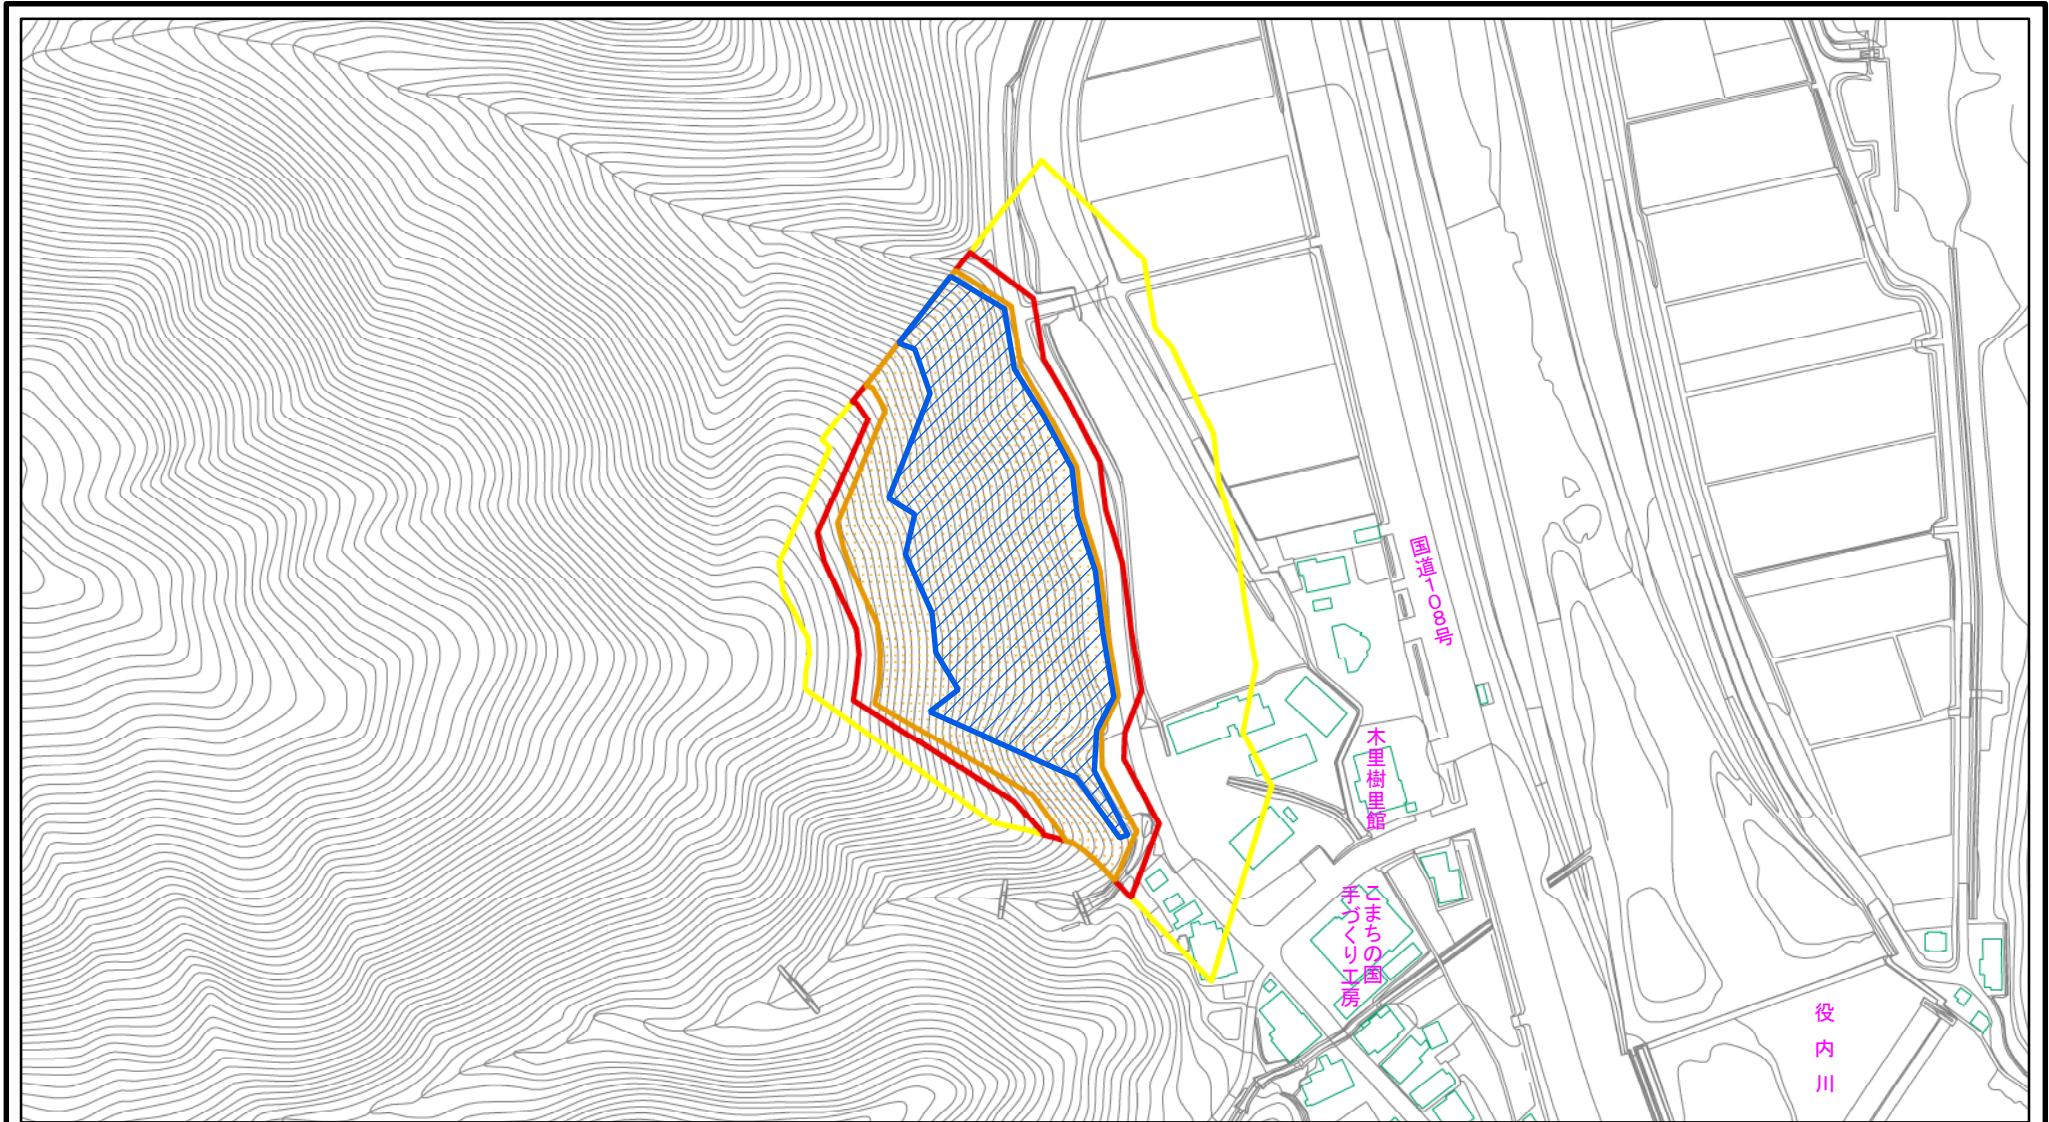 国道108号
木里樹里館
こまちの国
手づくり工房
役内川